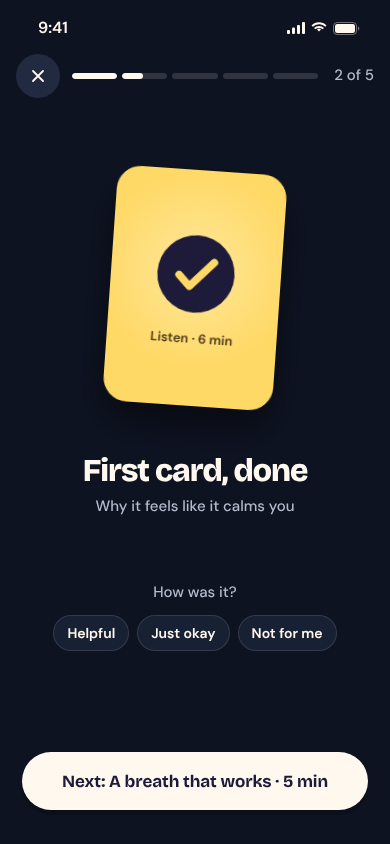 9:41
2 of 5
Listen · 6 min
First card, done
Why it feels like it calms you
How was it?
Helpful
Just okay
Not for me
Next: A breath that works · 5 min